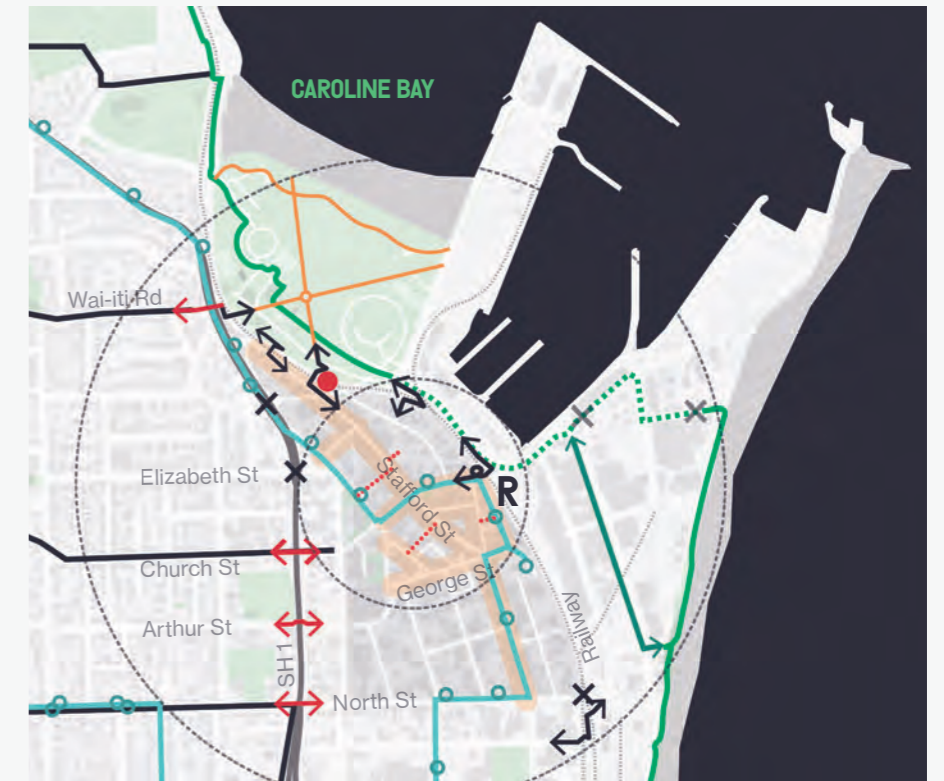 CAROLINE BAY
Wai-iti Rd
Elizabeth St
Stafford St
R
Church St
George St
Arthur St
Railway
SH1
North St